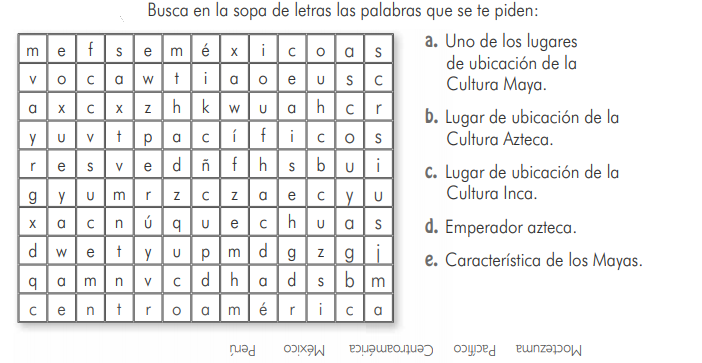 Busca en la sopa de letras las palabras que se te piden:
m e f s e m é x i c o a s
v o c a w t i a o e u s c
a x c x z h k w u a h c r
y u v t p a c í f i c o s
r e s v e d ñ f h s b u i
g y u m r z c z a e c y u
x a c n ú q u e c h u a s
d w e t y u p m d g z g j
q a m n v c d h a d s b m
c e n t r o a m é r i c a
a. Uno de los lugares
de ubicación de la
Cultura Maya.
b. Lugar de ubicación de la
Cultura Azteca.
c. Lugar de ubicación de la
Cultura Inca.
d. Emperador azteca.
e. Característica de los Mayas.
Moctezuma Pacífico Centroamérica México Perú